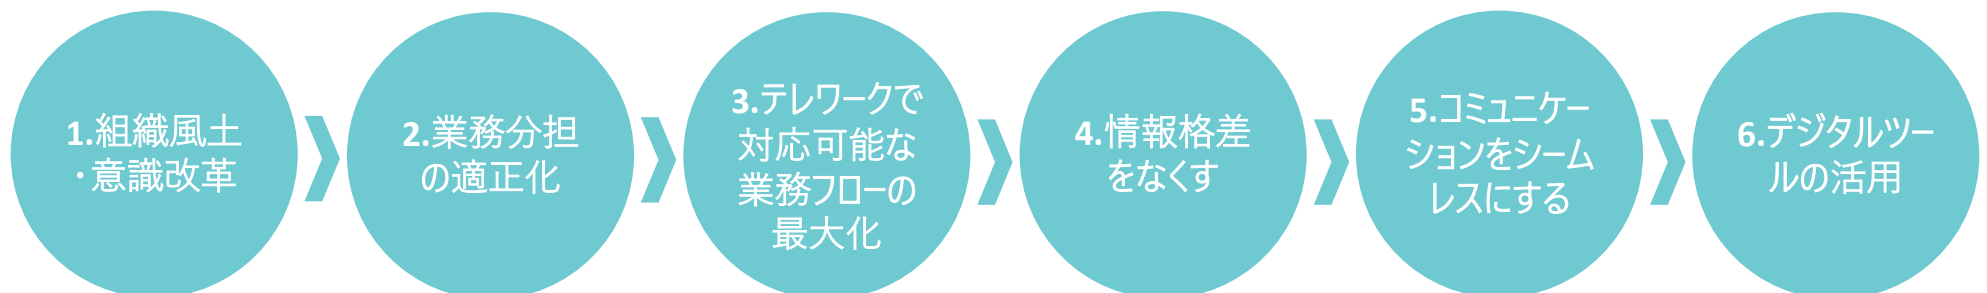 1.組織風土
・意識改革
2.業務分担
の適正化
3.テレワークで
対応可能な
業務フローの
最大化
4.情報格差
をなくす
5.コミュニケー
ションをシーム
レスにする
6.デジタルツー
ルの活用